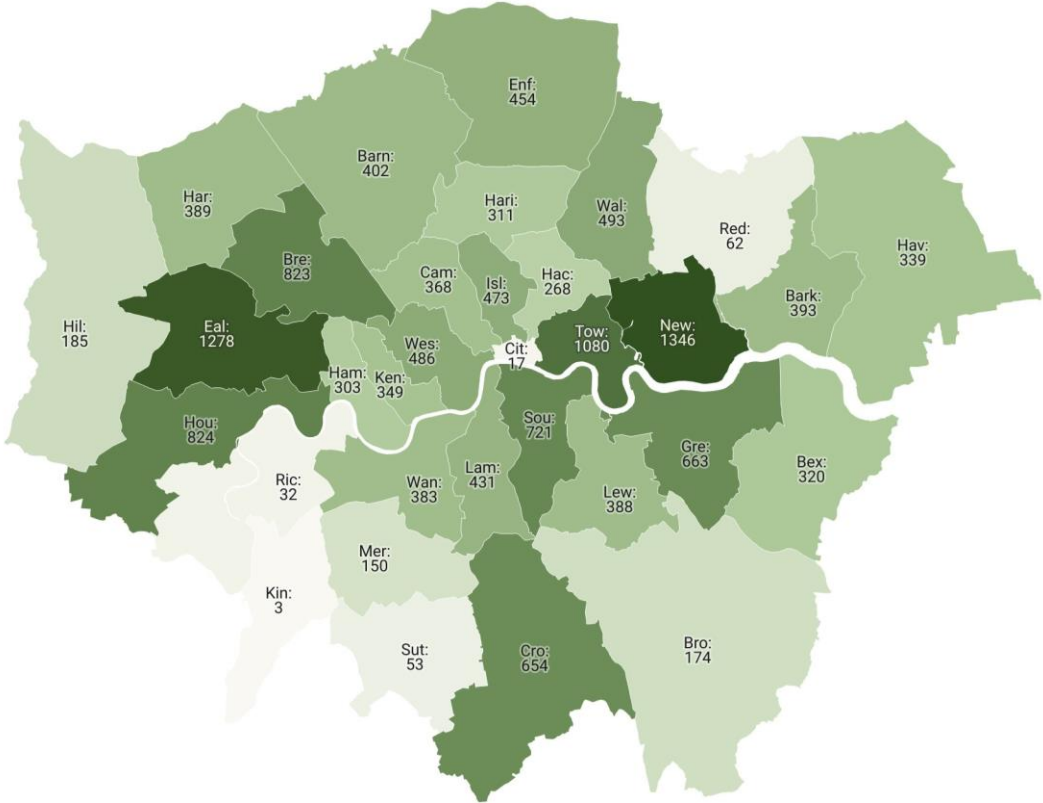 Enf:
454
Barn:
402
Har:
389
Hari:
311
Wal:
493
Red:
62
Hav:
339
Bre:
823
Cam:
368
Isl:
473
Hac:
268
Bark:
393
Hil:
185
Eal:
1278
Wes:
486
Cit:
17
Tow:
1080
New:
1346
Ham:
303
Ken:
349
Hou:
824
Sou:
721
Gre:
663
Bex:
320
Ric:
32
Wan:
383
Lam:
431
Lew:
388
Mer:
150
Kin:
3
Sut:
53
Cro:
654
Bro:
174